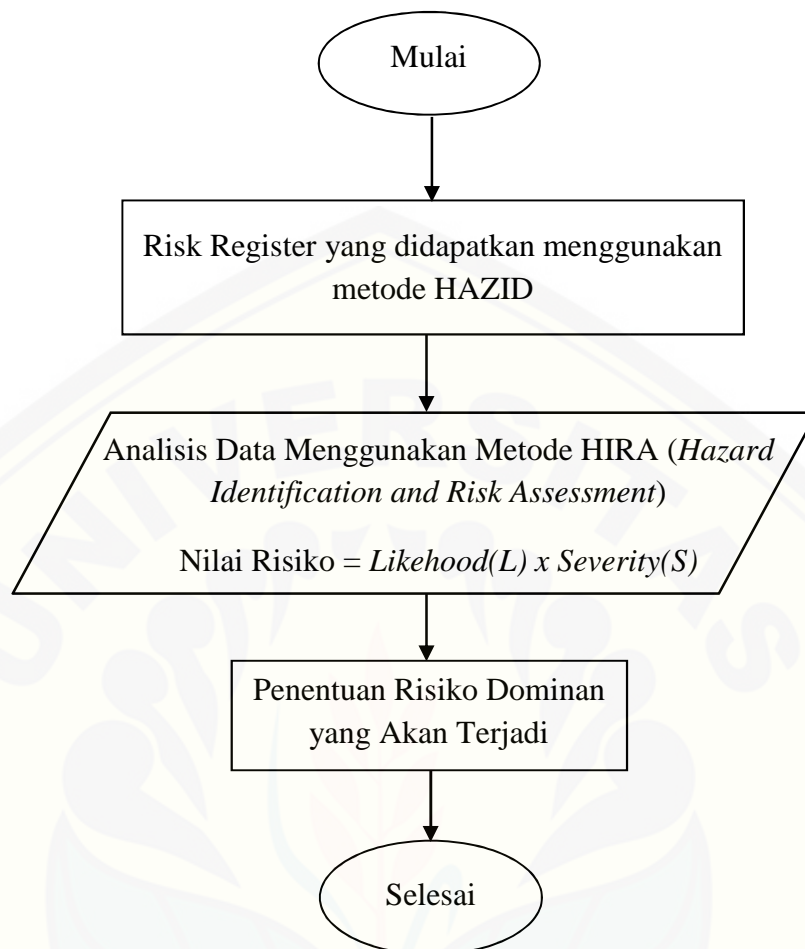 Mulai
Risk Register yang didapatkan menggunakan
metode HAZID
Analisis Data Menggunakan Metode HIRA (Hazard
Identification and Risk Assessment)
Nilai Risiko = Likehood(L) x Severity(S)
Penentuan Risiko Dominan
yang Akan Terjadi
Selesai
UNIVERSITAS